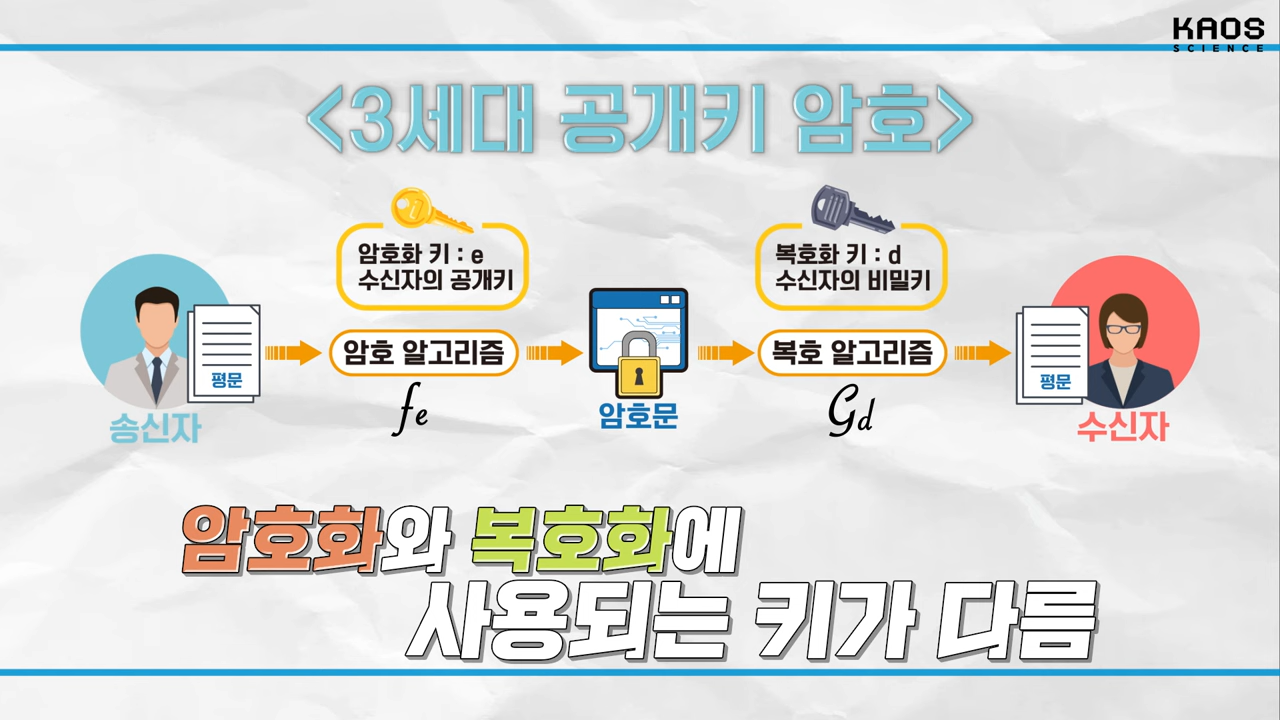 KAOS
SCIENCE
<3세대 공개키 암호>
암호화 키 : e
수신자의 공개키
복호화 키 : d
수신자의 비밀키
평문
암호 알고리즘
복호 알고리즘
평문
fe
Gd
송신자
암호문
수신자
암호화와 복호화에
사용되는 키가 다름